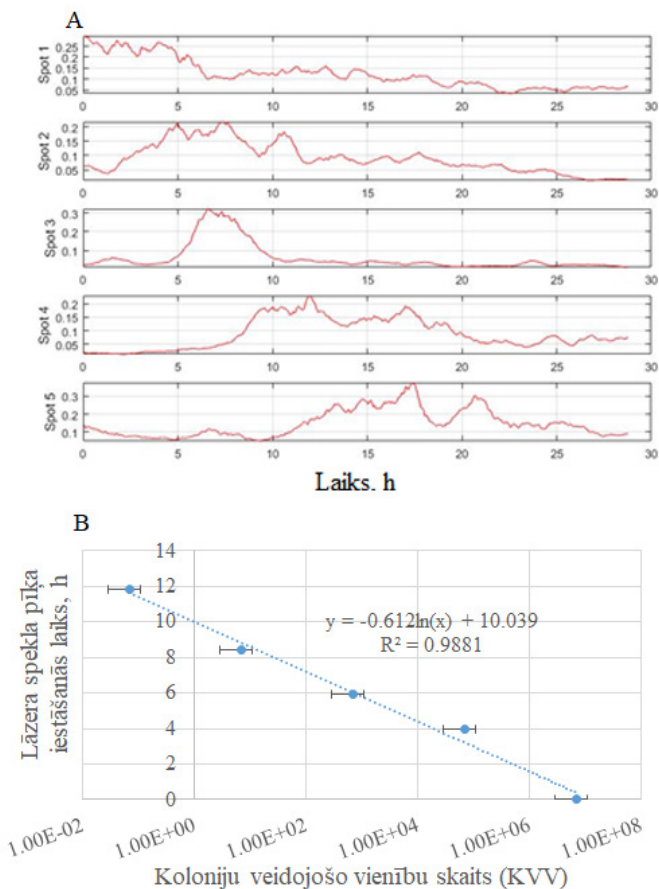 A
Spot 1
0.25
0.2
0.15
0.1
0.05
0 5 10 15 20 25 30
Spot 2
0.2
0.15
0.1
0.05
0 5 10 15 20 25 30
Spot 3
0.3
0.2
0.1
0 5 10 15 20 25 30
Spot 4
0.2
0.15
0.1
0.05
0 5 10 15 20 25 30
Spot 5
0.3
0.2
0.1
0 5 10 15 20 25 30
Laiks. h
B
Lāzera spekla pīķa
iestāšanās laiks, h
14
12
10
8
6
4
2
0
y = -0.612ln(x) + 10.039
R² = 0.9881
1.00E-02 1.00E+00 1.00E+02 1.00E+04 1.00E+06 1.00E+08
Koloniju veidojošo vienību skaits (KVV)